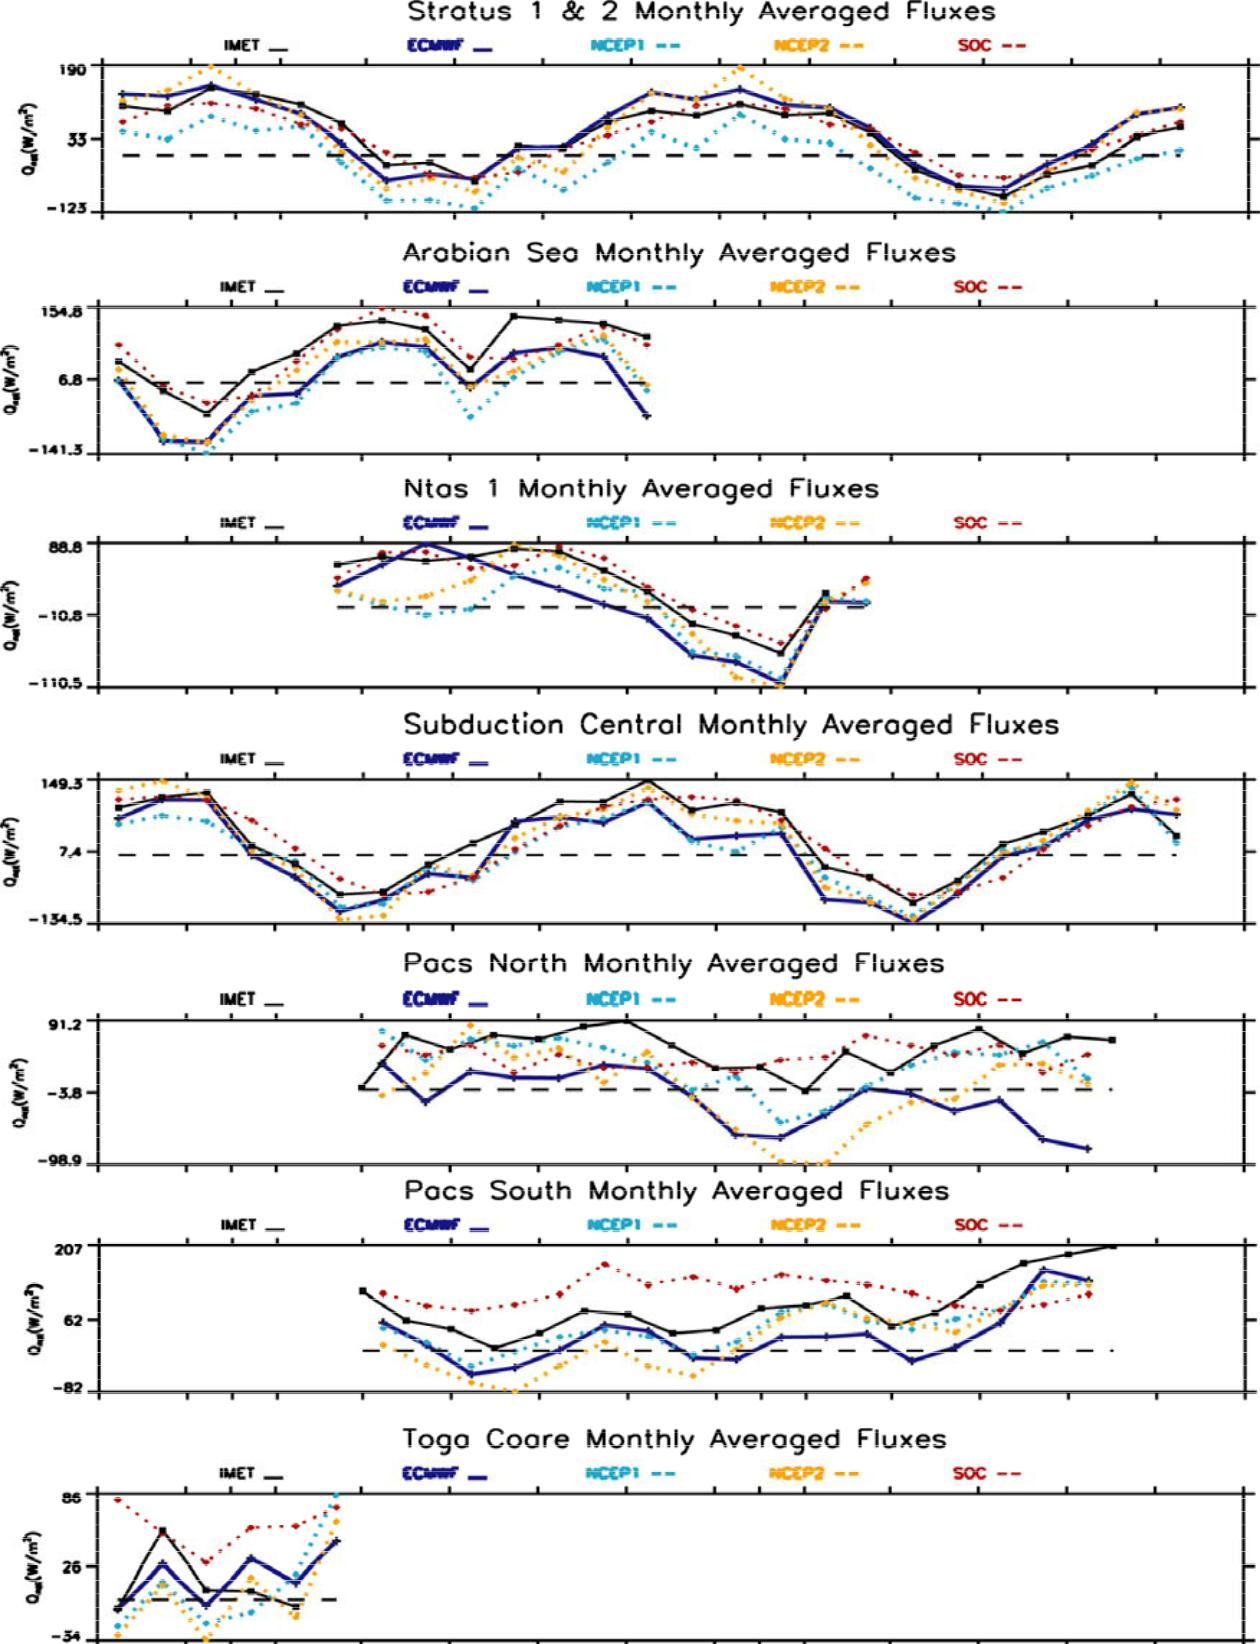 Stratus 1 & 2 Monthly Averaged Fluxes
IMET ECMWF NCEP1 NCEP2 SOC
190
33
-123
Qnet(W/m²)
Arabian Sea Monthly Averaged Fluxes
IMET ECMWF NCEP1 NCEP2 SOC
154.8
6.8
-141.3
Qnet(W/m²)
Ntas 1 Monthly Averaged Fluxes
IMET ECMWF NCEP1 NCEP2 SOC
88.8
-10.8
-110.5
Qnet(W/m²)
Subduction Central Monthly Averaged Fluxes
IMET ECMWF NCEP1 NCEP2 SOC
149.3
7.4
-134.5
Qnet(W/m²)
Pacs North Monthly Averaged Fluxes
IMET ECMWF NCEP1 NCEP2 SOC
91.2
-3.8
-98.9
Qnet(W/m²)
Pacs South Monthly Averaged Fluxes
IMET ECMWF NCEP1 NCEP2 SOC
207
62
-82
Qnet(W/m²)
Toga Coare Monthly Averaged Fluxes
IMET ECMWF NCEP1 NCEP2 SOC
86
26
-34
Qnet(W/m²)